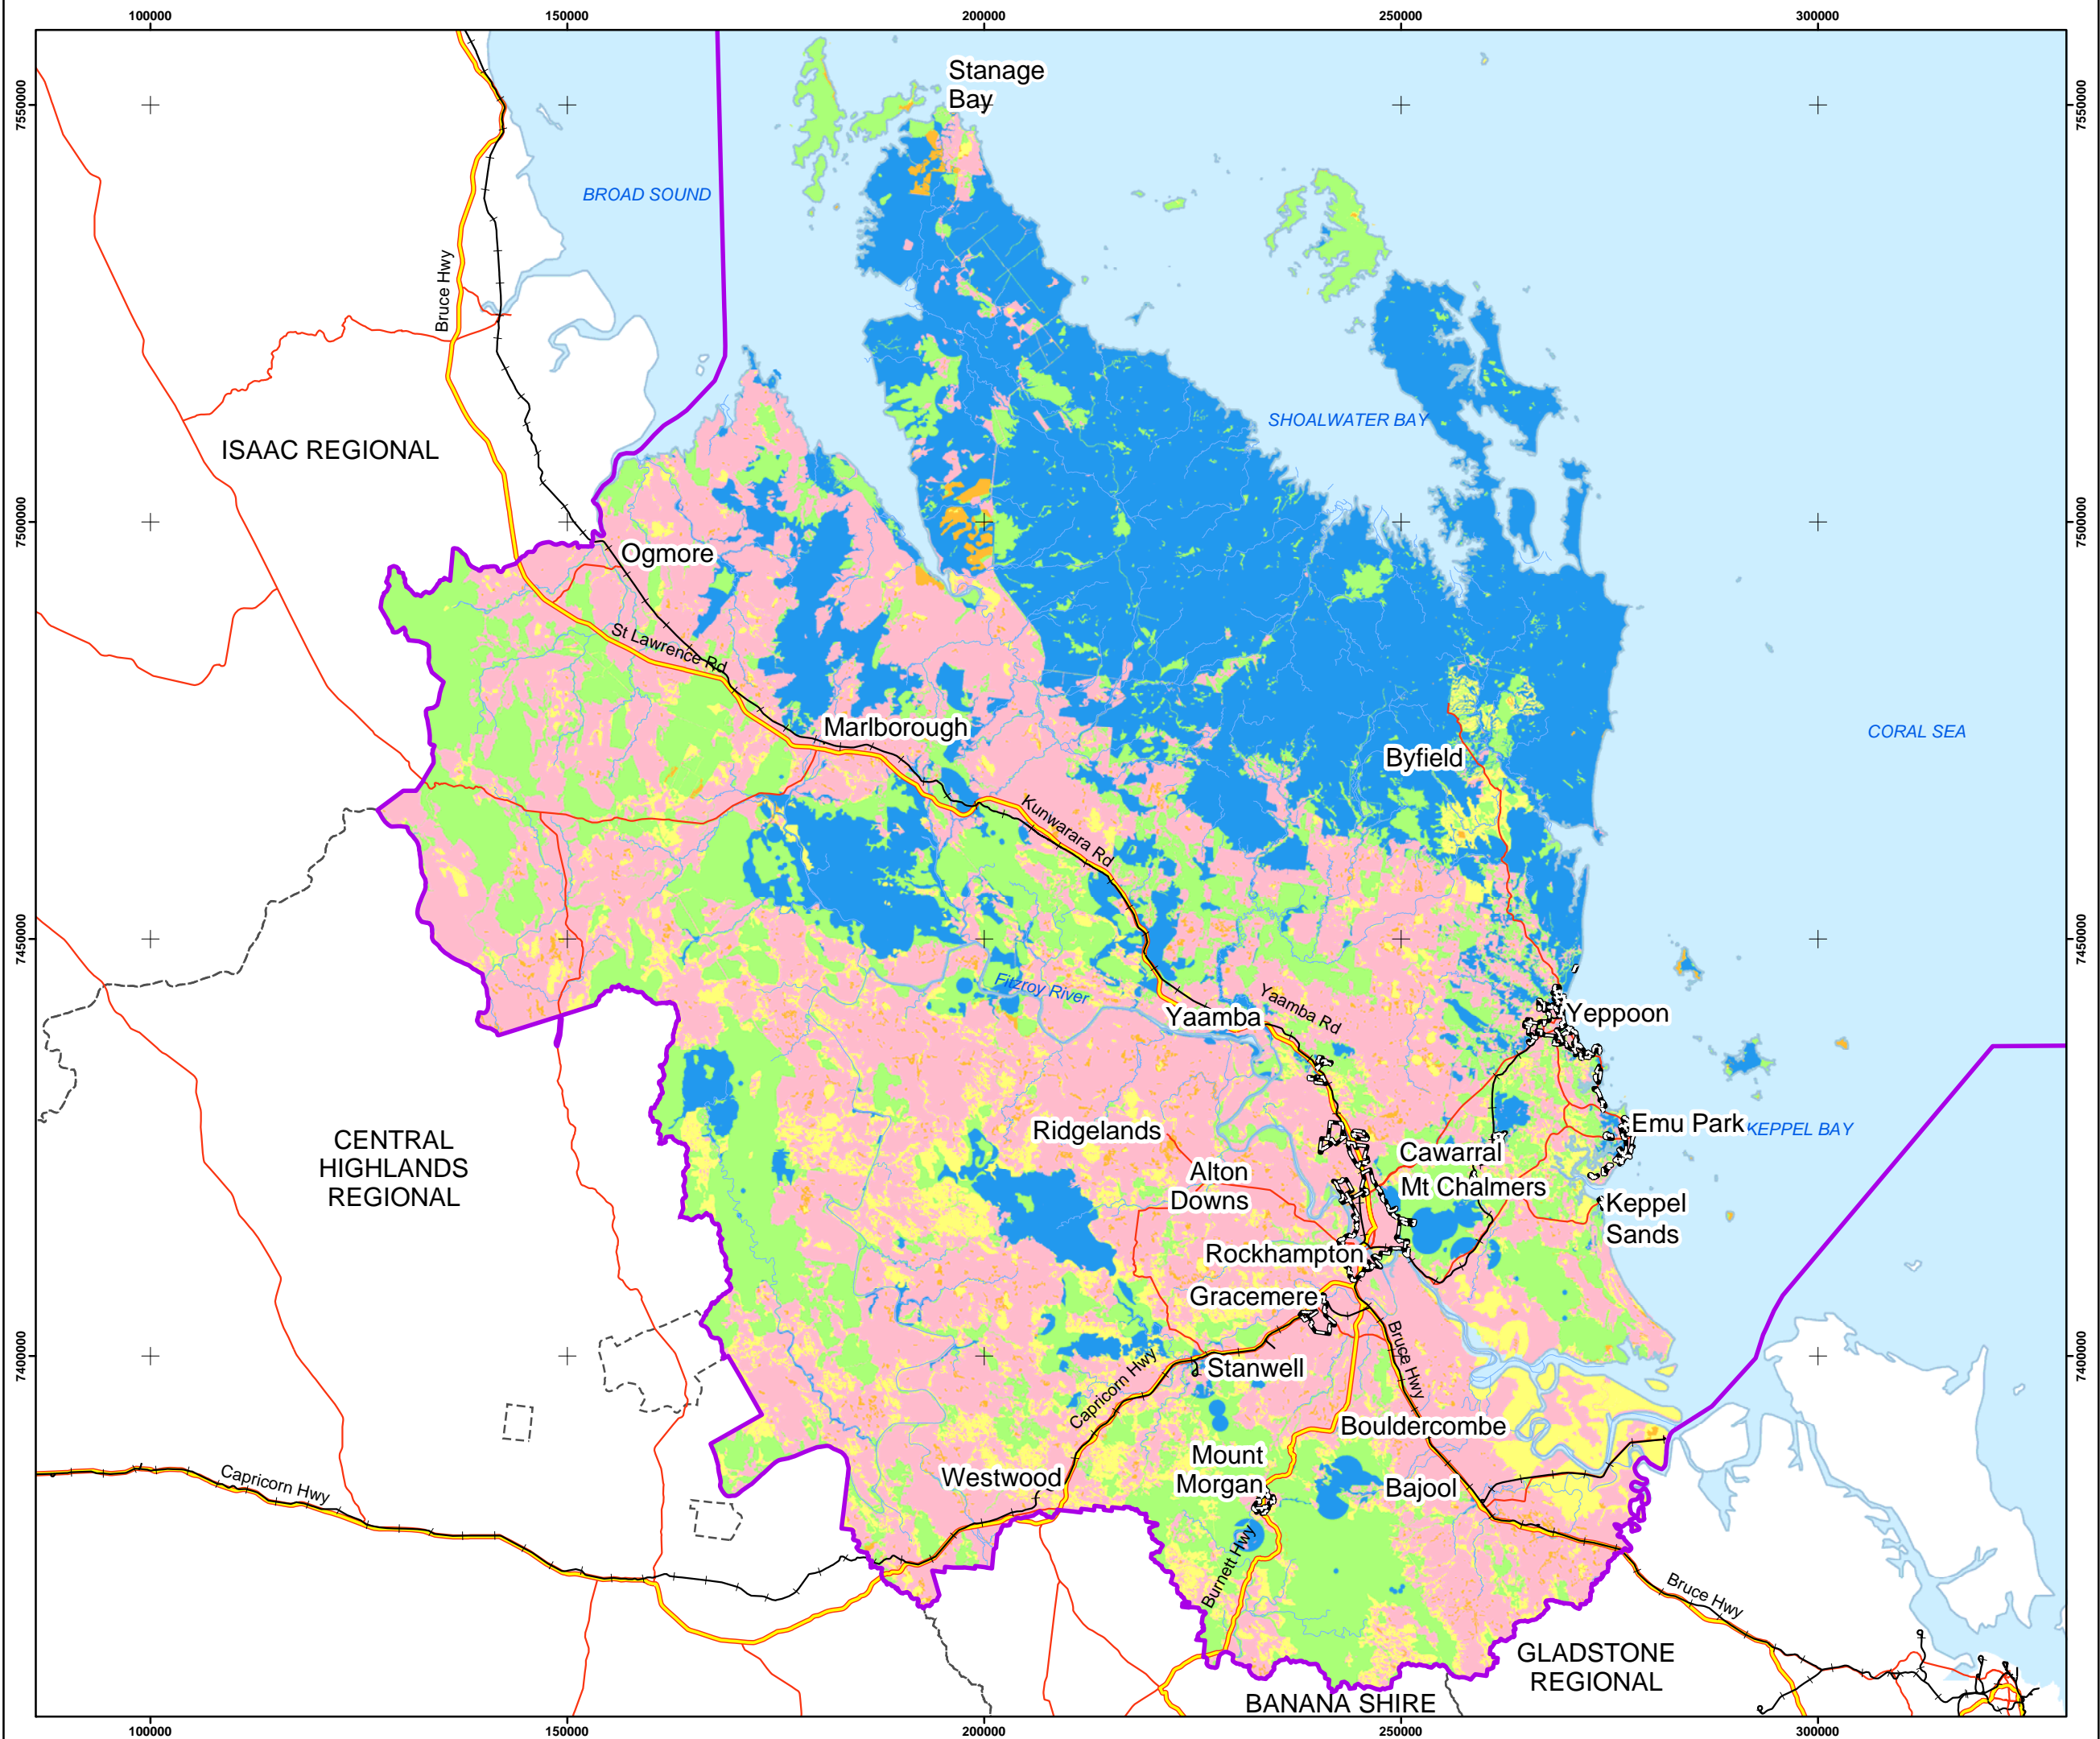 100000
150000
200000
250000
300000
Stanage
Bay
7550000
7550000
BROAD SOUND
Bruce Hwy
SHOALWATER BAY
ISAAC REGIONAL
7500000
7500000
Ogmore
St Lawrence Rd
Marlborough
CORAL SEA
Byfield
Kunwarara Rd
7450000
7450000
Fitzroy River
Yaamba Rd
Yaamba
Yeppoon
Ridgelands
Emu Park
KEPPEL BAY
CENTRAL
HIGHLANDS
REGIONAL
Cawarral
Alton
Downs
Mt Chalmers
Keppel
Sands
Rockhampton
Gracemere
7400000
7400000
Bruce Hwy
Stanwell
Capricorn Hwy
Bouldercombe
Mount
Morgan
Westwood
Bajool
Capricorn Hwy
Burnett Hwy
Bruce Hwy
GLADSTONE
REGIONAL
BANANA SHIRE
100000
150000
200000
250000
300000